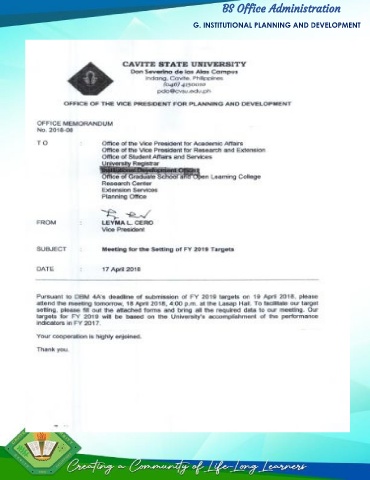 BS Office Administration
G. INSTITUTIONAL PLANNING AND DEVELOPMENT
CAVITE STATE UNIVERSITY
Don Severino de las Alas Campus
Indang, Cavite, Philippines
pdo@cvsu.edu.ph
OFFICE OF THE VICE PRESIDENT FOR PLANNING AND DEVELOPMENT
OFFICE MEMORANDUM
No. 2018-08
TO : Office of the Vice President for Academic Affairs
Office of the Vice President for Research and Extension
Office of Student Affairs and Services
University Registrar
Institutional Development Office
Office of Graduate School and Open Learning College
Research Center
Extension Services
Planning Office
FROM : LEYMA L. CERO
Vice President
SUBJECT : Meeting for the Setting of FY 2018 Targets
DATE : 17 April 2018
Pursuant to DBM 4A's deadline of submission of FY 2018 targets on 19 April 2018, please
attend the meeting tomorrow, 18 April 2018, 4:00 p.m. at the Lasap Hall. To facilitate our target
setting, please fill out the attached forms and bring all the required data to our meeting. Our
targets for FY 2019 will be based on the University's accomplishment of the performance
indicators in FY 2017.
Your cooperation is highly enjoined.
Thank you.
Creating a Community of Life-Long Learners